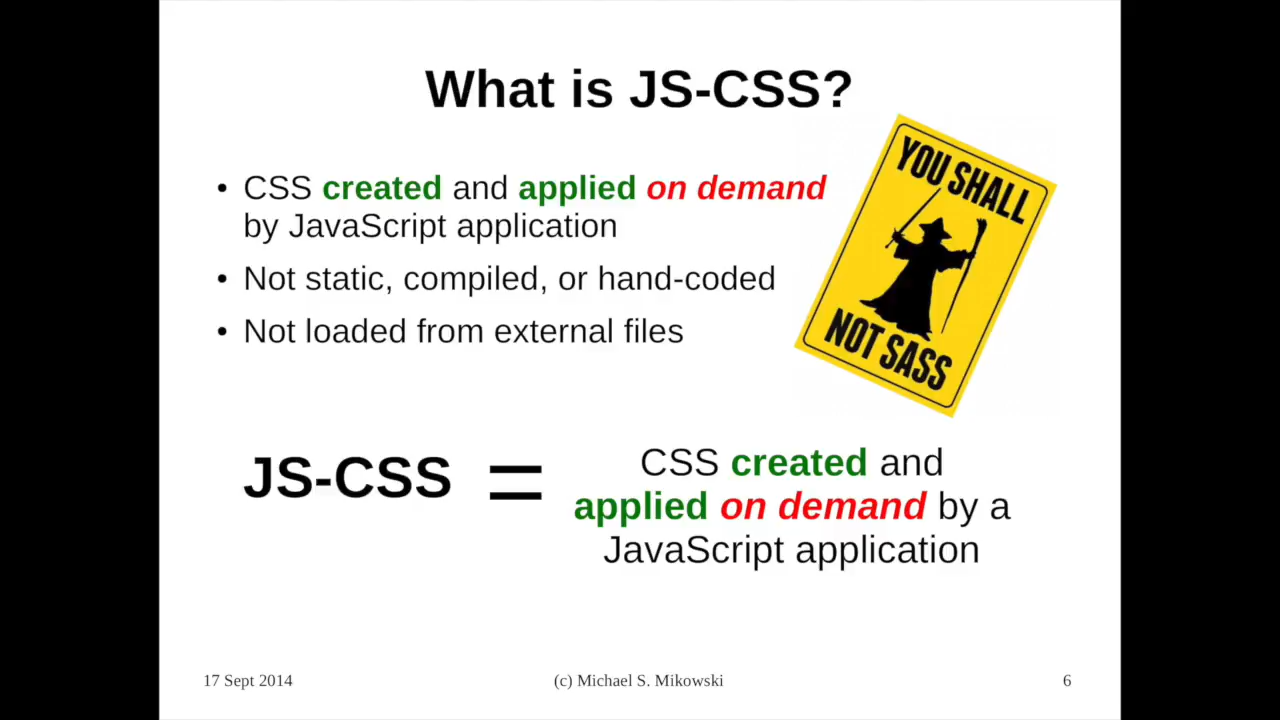 What is JS-CSS?
• CSS created and applied on demand
by JavaScript application
• Not static, compiled, or hand-coded
• Not loaded from external files
YOU SHALL
NOT SASS
JS-CSS =
CSS created and
applied on demand by a
JavaScript application
17 Sept 2014
(c) Michael S. Mikowski
6